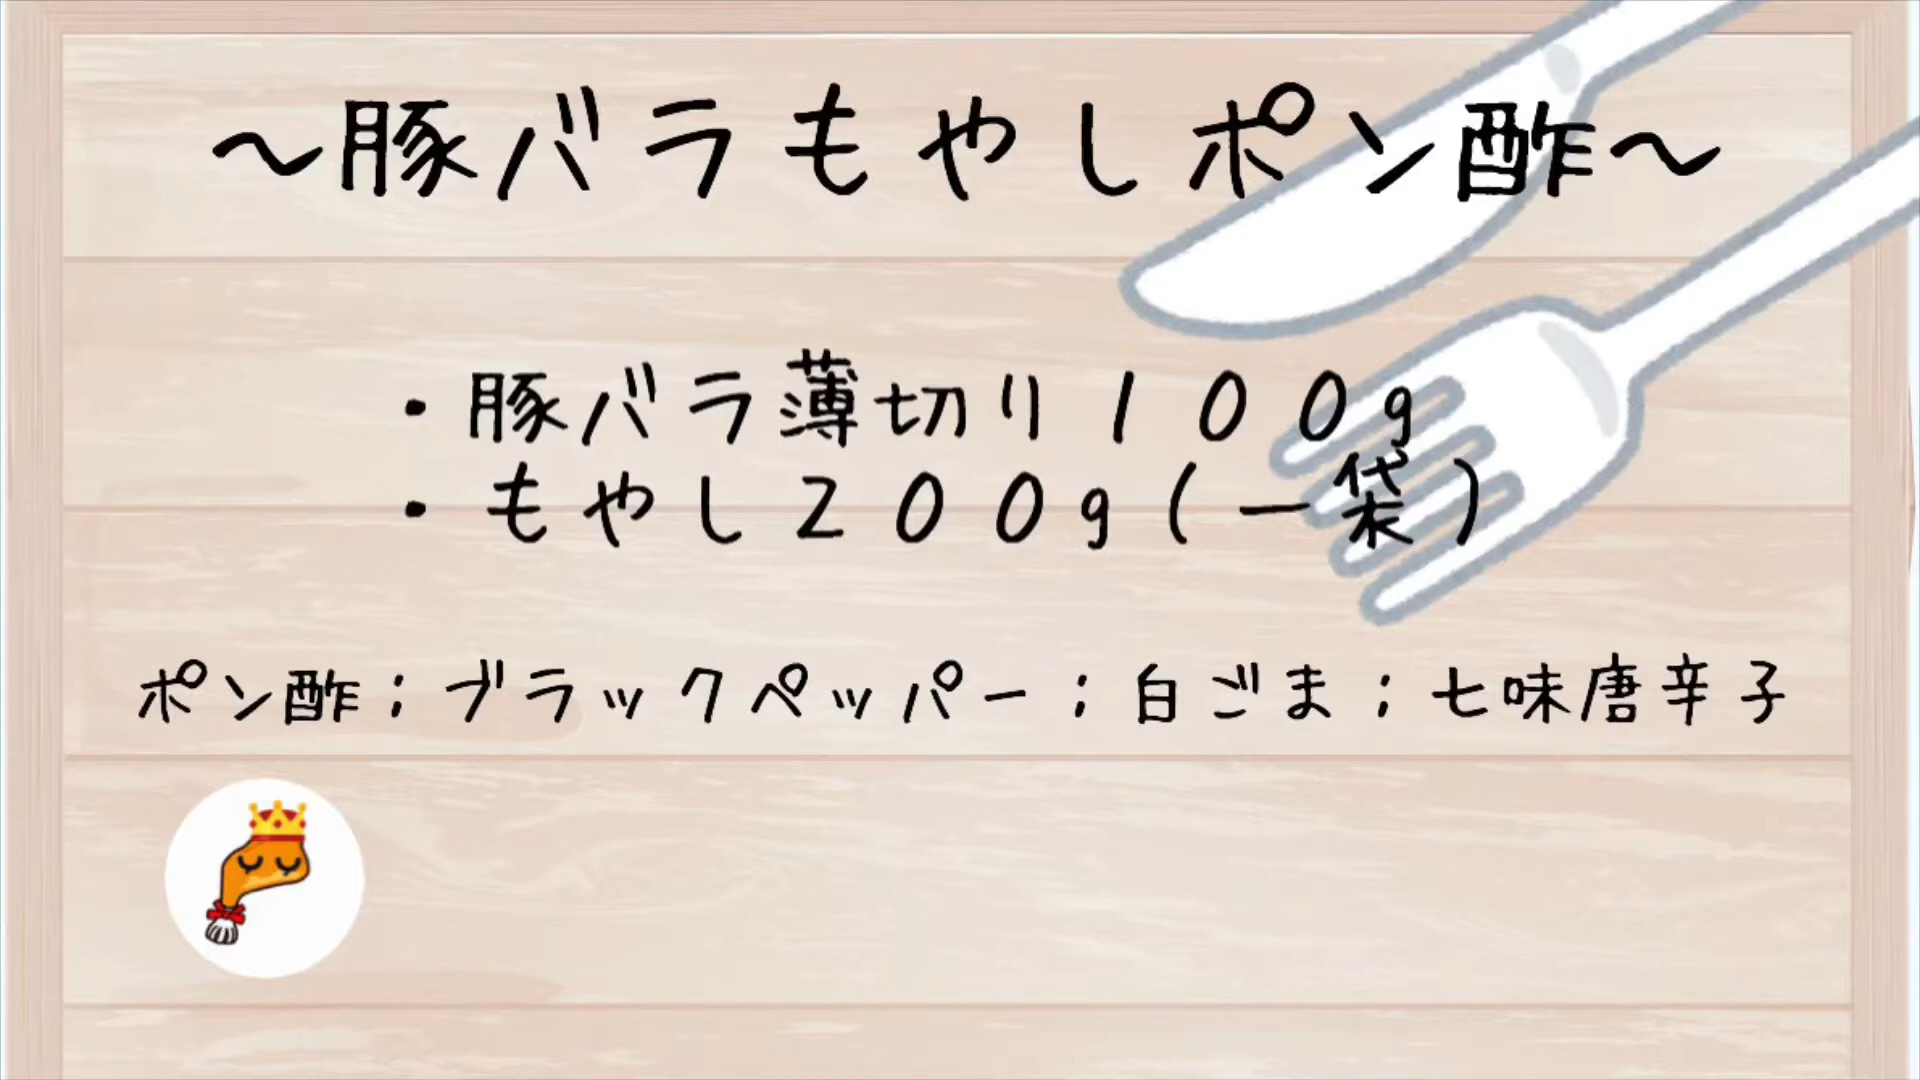 ～豚バラもやしポン酢～
・豚バラ薄切り１００g
・もやし２００g(一袋)
ポン酢；ブラックペッパー；白ごま；七味唐辛子